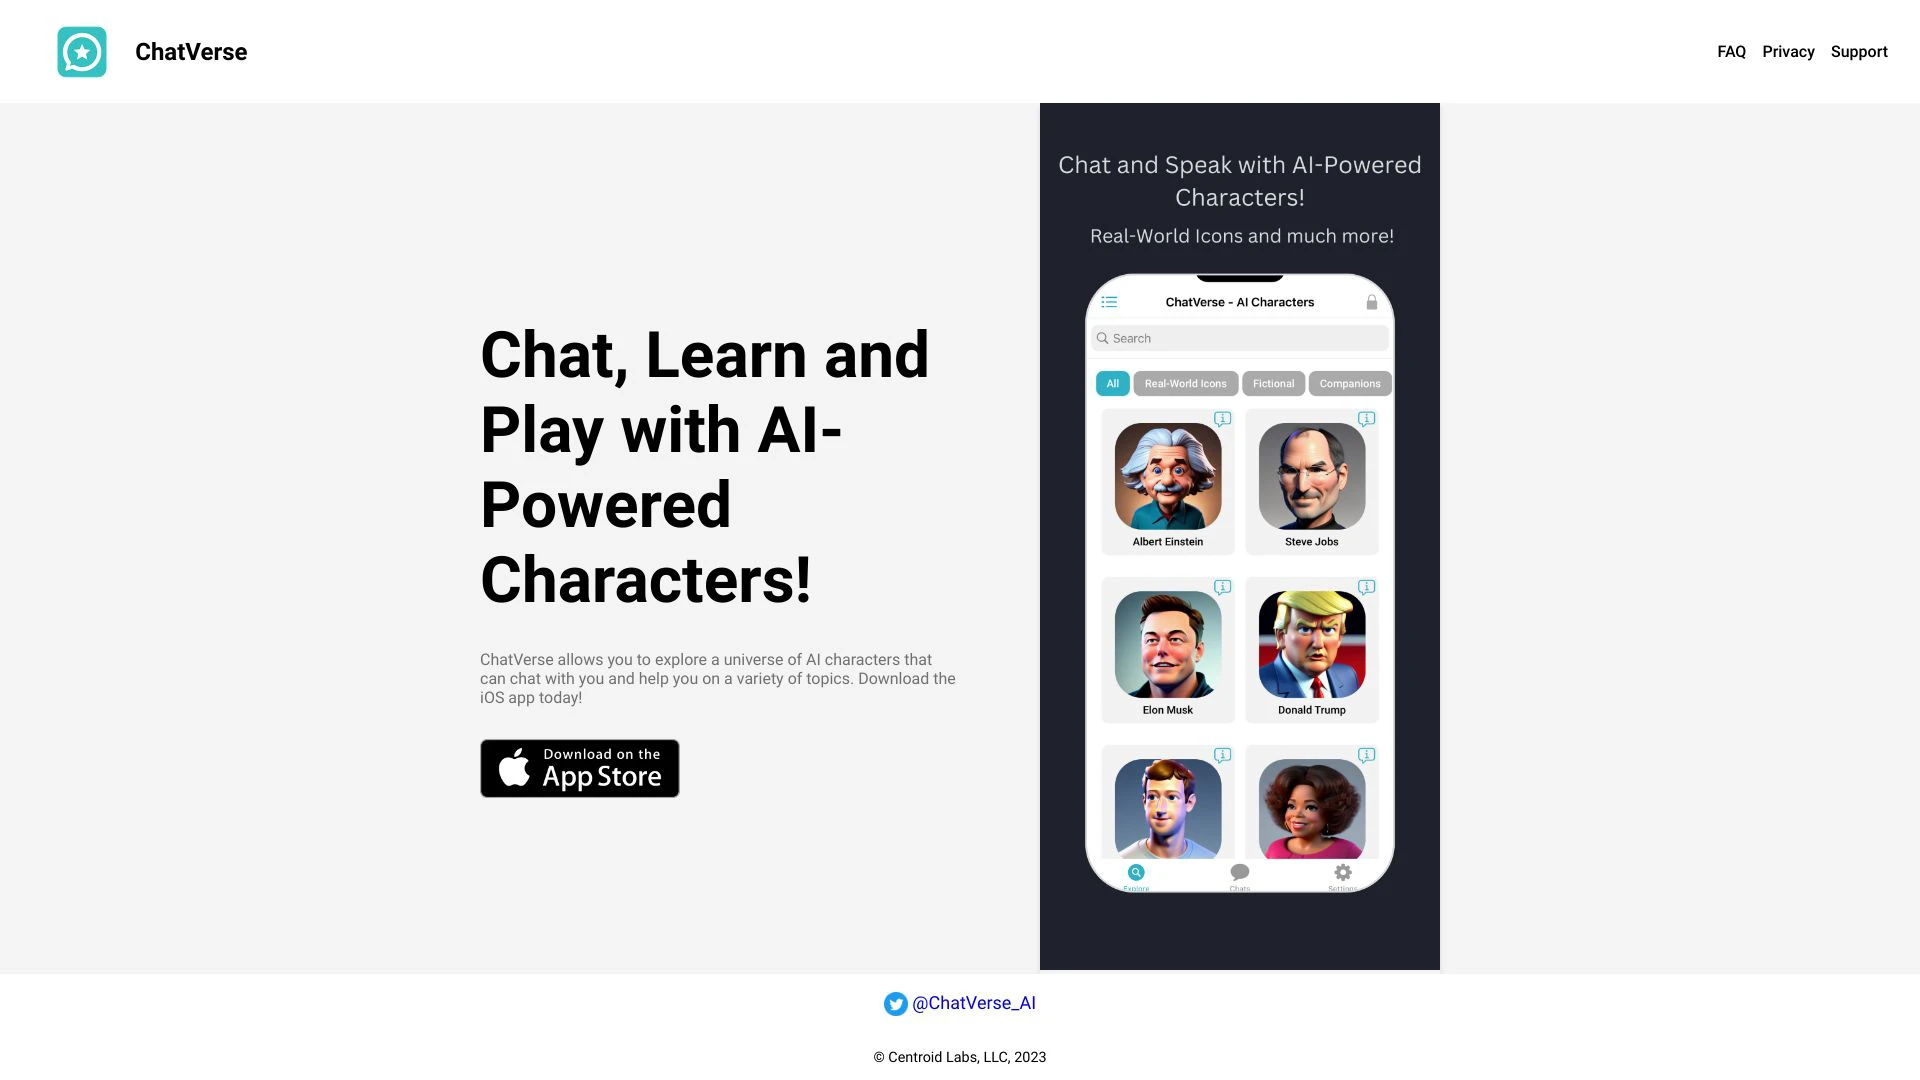 ChatVerse
FAQ Privacy Support
Chat, Learn and
Play with AI-
Powered
Characters!
ChatVerse allows you to explore a universe of AI characters that
can chat with you and help you on a variety of topics. Download the
iOS app today!
Download on the
App Store
Chat and Speak with AI-Powered
Characters!
Real-World Icons and much more!
ChatVerse - AI Characters
Search
All Real-World Icons Fictional Companions
Albert Einstein Steve Jobs
Elon Musk Donald Trump
Explore Chats Settings
@ChatVerse_AI
© Centroid Labs, LLC, 2023